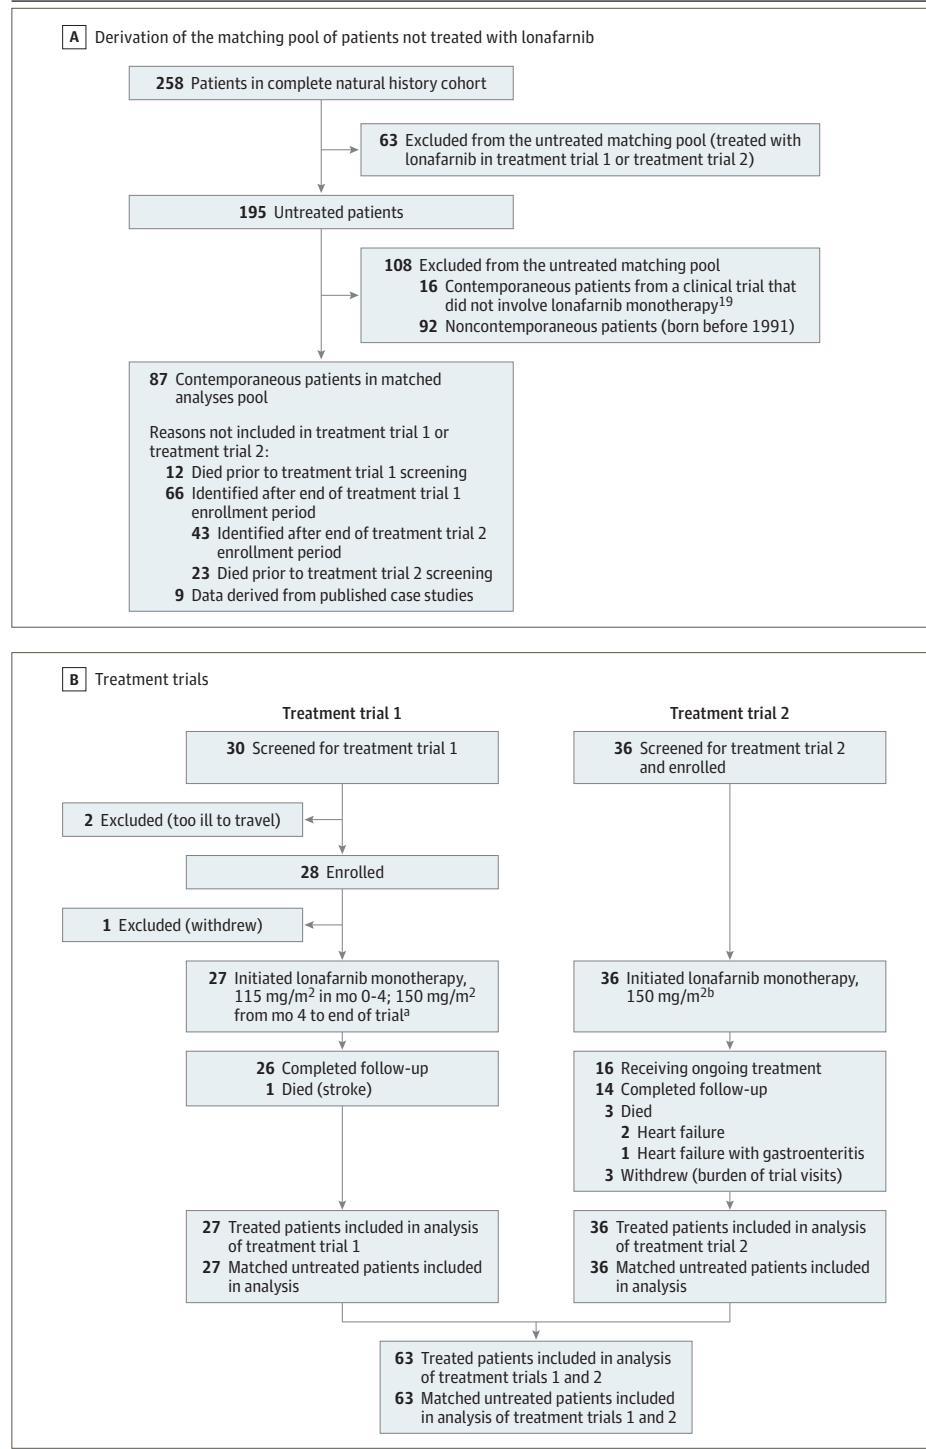 A Derivation of the matching pool of patients not treated with lonafarnib
258 Patients in complete natural history cohort
63 Excluded from the untreated matching pool (treated with
lonafarnib in treatment trial 1 or treatment trial 2)
195 Untreated patients
108 Excluded from the untreated matching pool
16 Contemporaneous patients from a clinical trial that
did not involve lonafarnib monotherapy19
92 Noncontemporaneous patients (born before 1991)
87 Contemporaneous patients in matched
analyses pool
Reasons not included in treatment trial 1 or
treatment trial 2:
12 Died prior to treatment trial 1 screening
66 Identified after end of treatment trial 1
enrollment period
43 Identified after end of treatment trial 2
enrollment period
23 Died prior to treatment trial 2 screening
9 Data derived from published case studies
B Treatment trials
Treatment trial 1
30 Screened for treatment trial 1
2 Excluded (too ill to travel)
28 Enrolled
1 Excluded (withdrew)
27 Initiated lonafarnib monotherapy,
115 mg/m2 in mo 0-4; 150 mg/m2
from mo 4 to end of triala
26 Completed follow-up
1 Died (stroke)
27 Treated patients included in analysis
of treatment trial 1
27 Matched untreated patients included
in analysis
Treatment trial 2
36 Screened for treatment trial 2
and enrolled
36 Initiated lonafarnib monotherapy,
150 mg/m2b
16 Receiving ongoing treatment
14 Completed follow-up
3 Died
2 Heart failure
1 Heart failure with gastroenteritis
3 Withdrew (burden of trial visits)
36 Treated patients included in analysis
of treatment trial 2
36 Matched untreated patients included
in analysis
63 Treated patients included in analysis
of treatment trials 1 and 2
63 Matched untreated patients included
in analysis of treatment trials 1 and 2